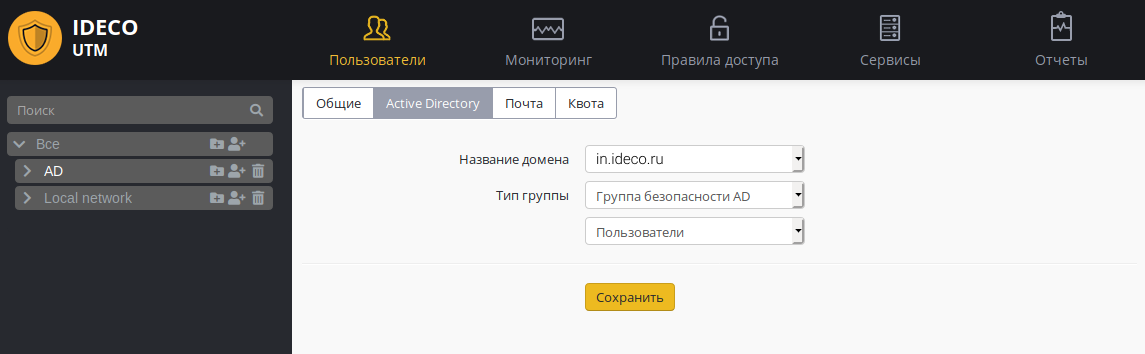 IDECO
UTM
Пользователи
Мониторинг
Правила доступа
Сервисы
Отчеты
Поиск
Все
AD
Local network
Общие
Active Directory
Почта
Квота
Название домена
in.ideco.ru
Тип группы
Группа безопасности AD
Пользователи
Сохранить